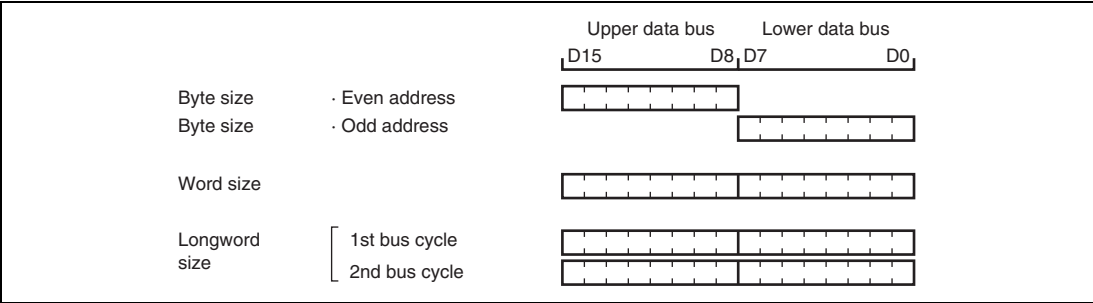 Upper data bus Lower data bus
D15 D8 D7 D0
Byte size · Even address
Byte size · Odd address
Word size
Longword size 1st bus cycle
2nd bus cycle